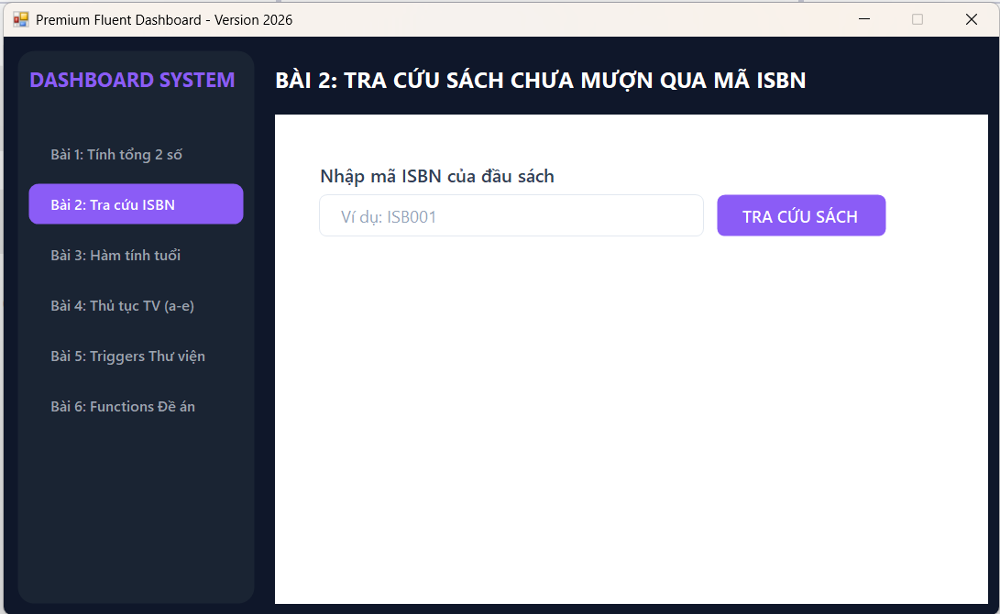 Premium Fluent Dashboard - Version 2026
DASHBOARD SYSTEM
Bài 1: Tính tổng 2 số
Bài 2: Tra cứu ISBN
Bài 3: Hàm tính tuổi
Bài 4: Thủ tục TV (a-e)
Bài 5: Triggers Thư viện
Bài 6: Functions Đề án
BÀI 2: TRA CỨU SÁCH CHƯA MƯỢN QUA MÃ ISBN
Nhập mã ISBN của đầu sách
Ví dụ: ISB001
TRA CỨU SÁCH